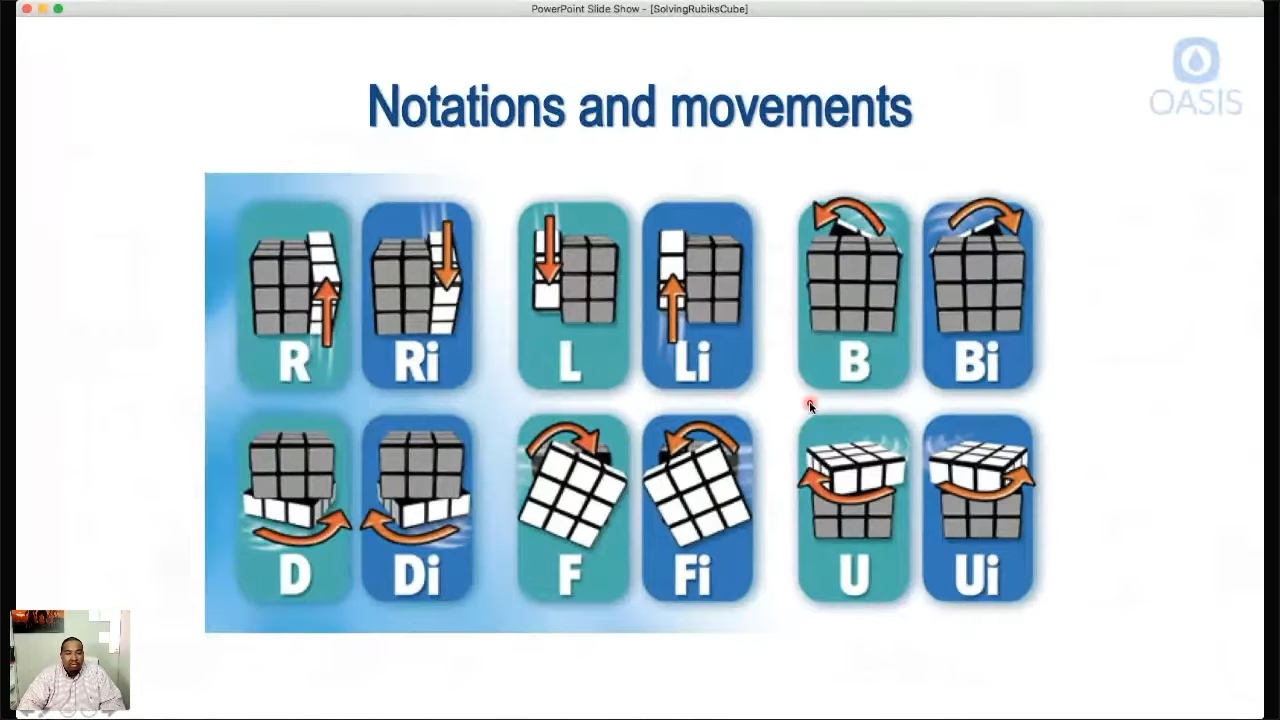 PowerPoint Slide Show - [SolvingRubiksCube]
OASIS
Notations and movements
R Ri L Li B Bi
D Di F Fi U Ui